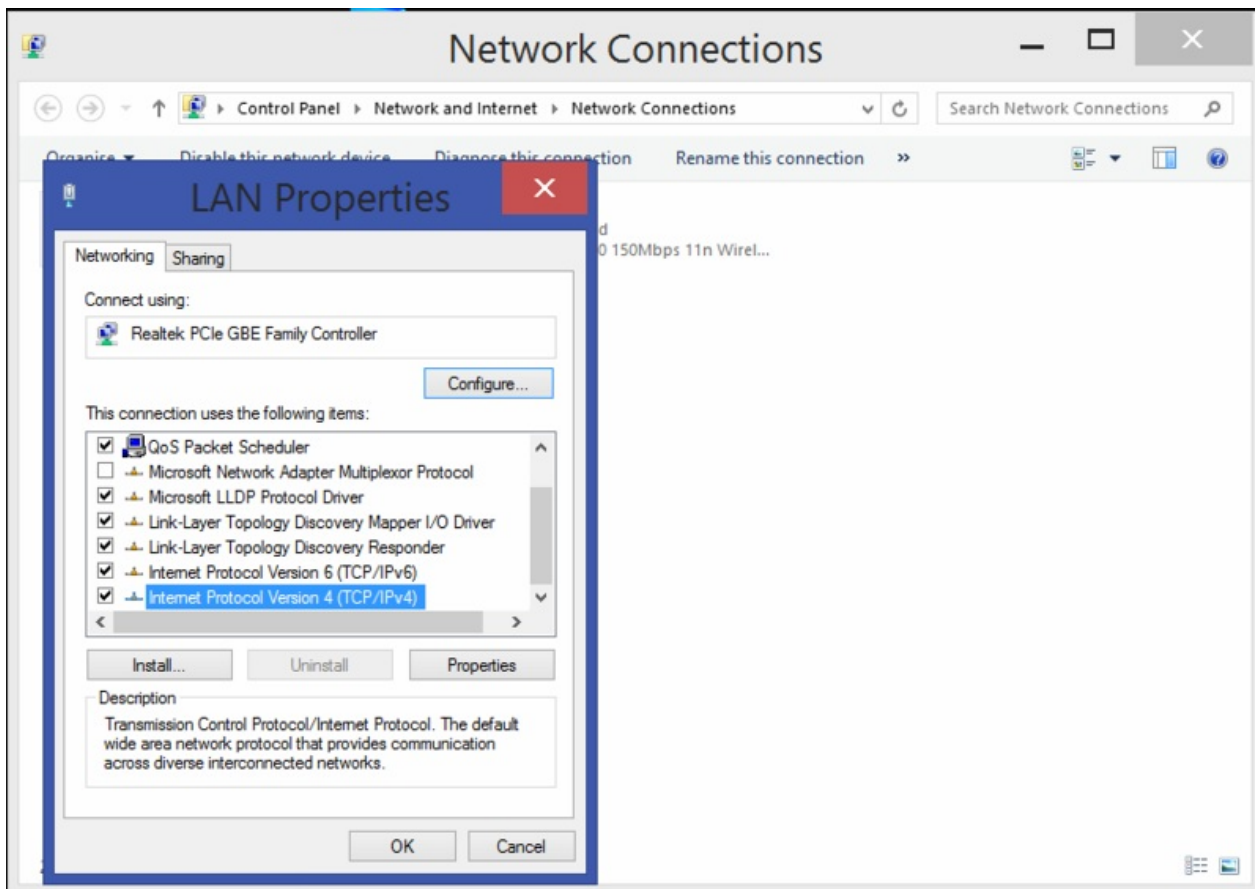 Network Connections
Control Panel Network and Internet Network Connections
Search Network Connections
Organise Disable this network device Diagnose this connection Rename this connection »
LAN Properties
d
0 150Mbps 11n Wirel...
Networking Sharing
Connect using:
Realtek PCIe GBE Family Controller
Configure...
This connection uses the following items:
QoS Packet Scheduler
Microsoft Network Adapter Multiplexor Protocol
Microsoft LLDP Protocol Driver
Link-Layer Topology Discovery Mapper I/O Driver
Link-Layer Topology Discovery Responder
Internet Protocol Version 6 (TCP/IPv6)
Internet Protocol Version 4 (TCP/IPv4)
Install... Uninstall Properties
Description
Transmission Control Protocol/Internet Protocol. The default
wide area network protocol that provides communication
across diverse interconnected networks.
OK Cancel